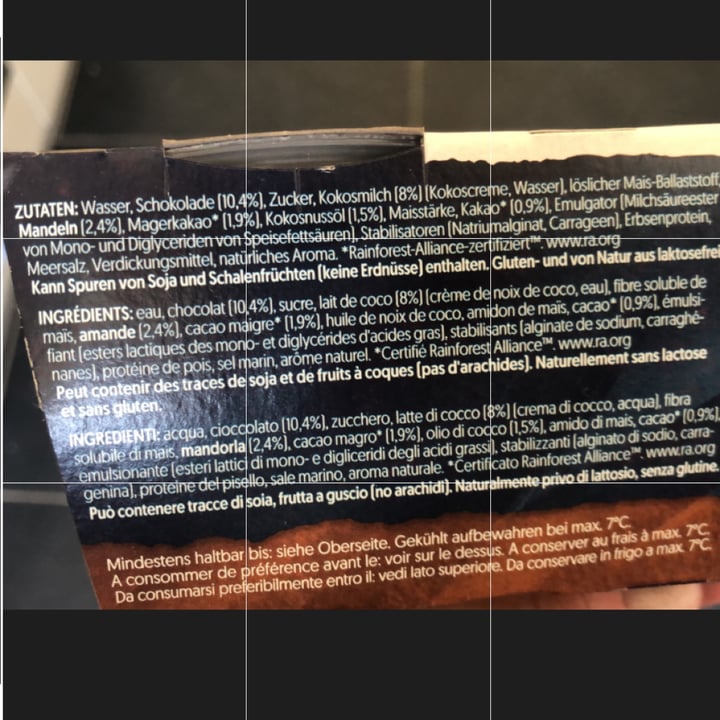 ZUTATEN: Wasser, Schokolade [10,4%], Zucker, Kokosmilch [8%] [Kokoscreme, Wasser], löslicher Mais-Ballaststoff,
Mandeln [2,4%], Magerkakao* [1,9%], Kokosnussöl [1,5%], Maisstärke, Kakao* [0,9%], Emulgator [Milchsäureester
von Mono- und Diglyceriden von Speisefettsäuren], Stabilisatoren [Natriumalginat, Carrageen], Erbsenprotein,
Meersalz, Verdickungsmittel, natürliches Aroma. *Rainforest-Alliance-zertifiziert™. www.ra.org
Kann Spuren von Soja und Schalenfrüchten [keine Erdnüsse] enthalten. Gluten- und von Natur aus laktosefrei
INGRÉDIENTS: eau, chocolat [10,4%], sucre, lait de coco [8%] [crème de noix de coco, eau], fibre soluble de
maïs, amande [2,4%], cacao maigre* [1,9%], huile de noix de coco, amidon de maïs, cacao* [0,9%], émulsi-
fiant [esters lactiques des mono- et diglycérides d'acides gras], stabilisants [alginate de sodium, carraghé-
nanes], protéine de pois, sel marin, arôme naturel. *Certifié Rainforest Alliance™. www.ra.org
Peut contenir des traces de soja et de fruits à coques [pas d'arachides]. Naturellement sans lactose
et sans gluten.
INGREDIENTI: acqua, cioccolato [10,4%], zucchero, latte di cocco [8%] [crema di cocco, acqua], fibra
solubile di mais, mandorla [2,4%], cacao magro* [1,9%], olio di cocco [1,5%], amido di mais, cacao* [0,9%],
emulsionante [esteri lattici di mono- e digliceridi degli acidi grassi], stabilizzanti [alginato di sodio, carra-
genina], proteine del pisello, sale marino, aroma naturale. *Certificato Rainforest Alliance™. www.ra.org
Può contenere tracce di soia, frutta a guscio [no arachidi]. Naturalmente privo di lattosio, senza glutine.
Mindestens haltbar bis: siehe Oberseite. Gekühlt aufbewahren bei max. 7°C.
A consommer de préférence avant le: voir sur le dessus. A conserver au frais à max. 7°C.
Da consumarsi preferibilmente entro il: vedi lato superiore. Da conservare in frigo a max. 7°C.